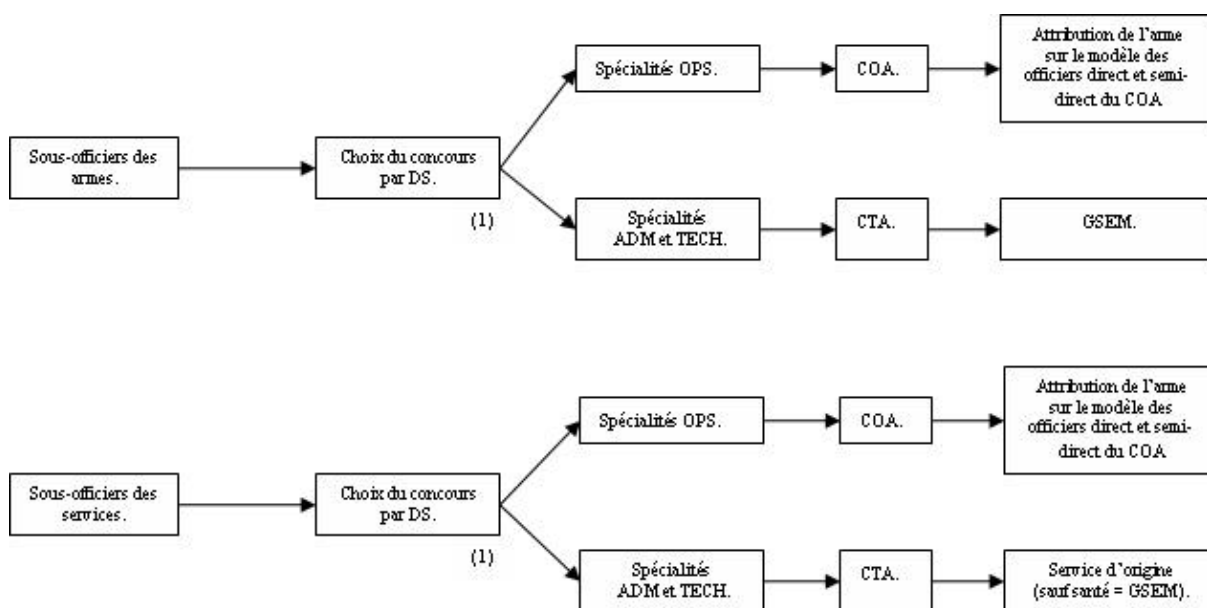 Sous-officiers des
armes.
Choix du concours
par DS.
(1)
Spécialités OPS.
COA.
Attribution de l'arme
sur le modèle des
officiers direct et semi-
direct du COA
Spécialités
ADM et TECH.
CTA.
GSEM.
Sous-officiers des
services.
Choix du concours
par DS.
(1)
Spécialités OPS.
COA.
Attribution de l'arme
sur le modèle des
officiers direct et semi-
direct du COA
Spécialités
ADM et TECH.
CTA.
Service d'origine
(sauf santé = GSEM).